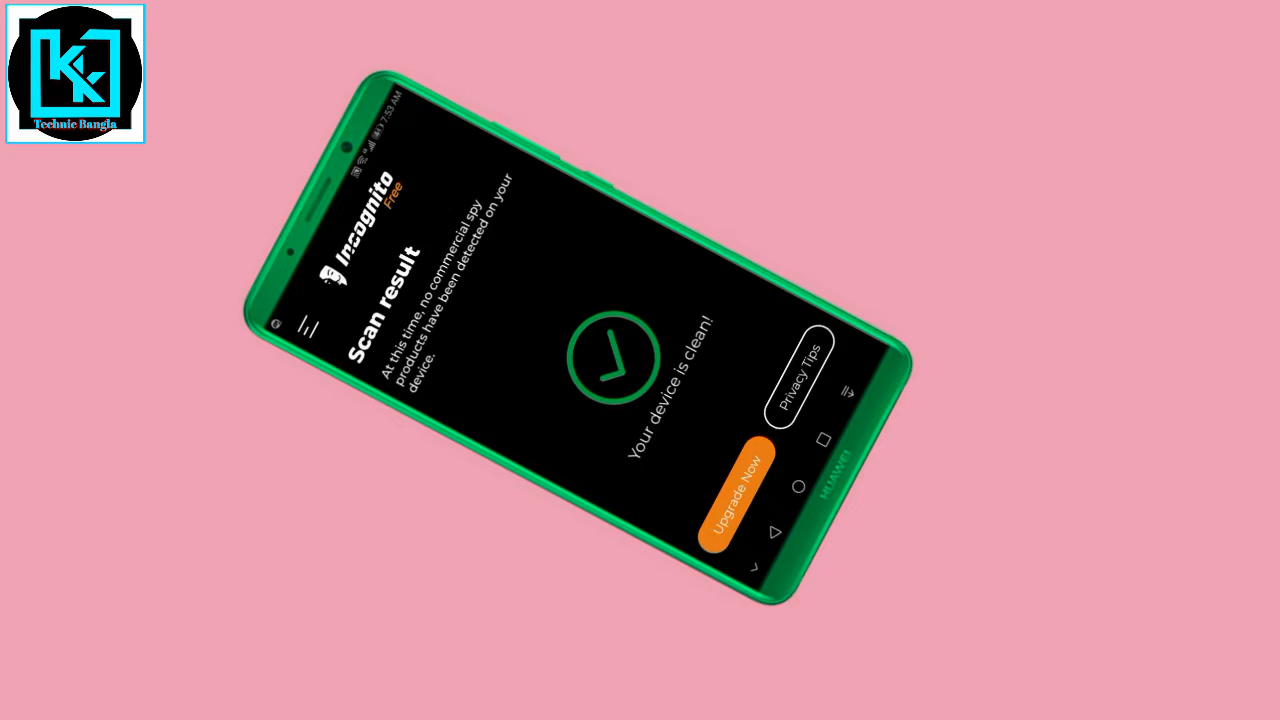 Technic Bangla
7:53 AM
Incognito
Free
Scan result
At this time, no commercial spy
products have been detected on your
device.
Your device is clean!
Upgrade Now
Privacy Tips
HUAWEI